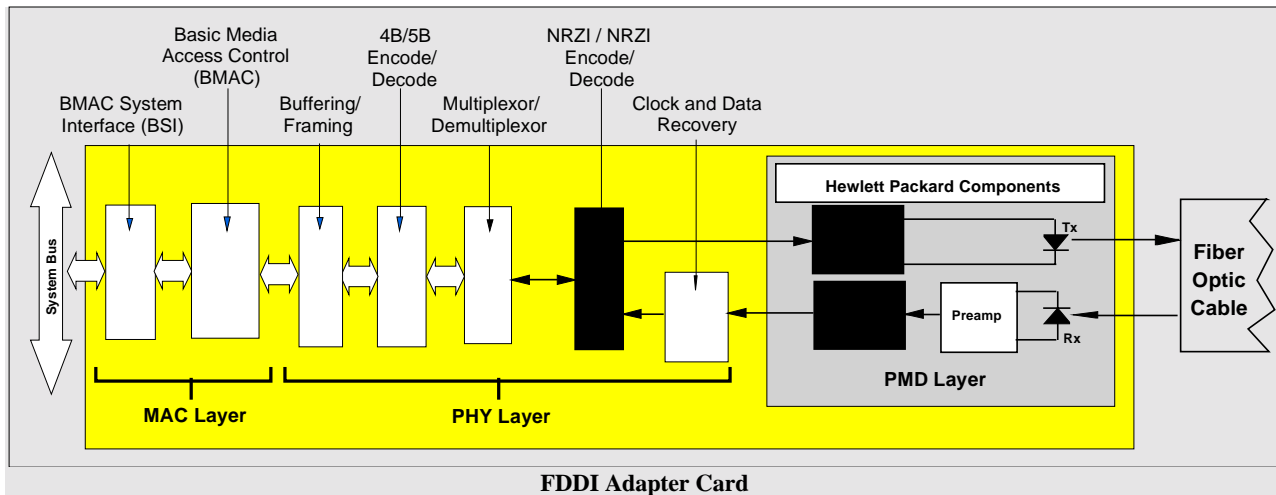 Basic Media
Access Control
(BMAC)
4B/5B
Encode/
Decode
NRZI / NRZI
Encode/
Decode
BMAC System
Interface (BSI)
Buffering/
Framing
Multiplexor/
Demultiplexor
Clock and Data
Recovery
Hewlett Packard Components
System Bus
Tx
Fiber
Optic
Cable
Preamp
Rx
PMD Layer
MAC Layer
PHY Layer
FDDI Adapter Card